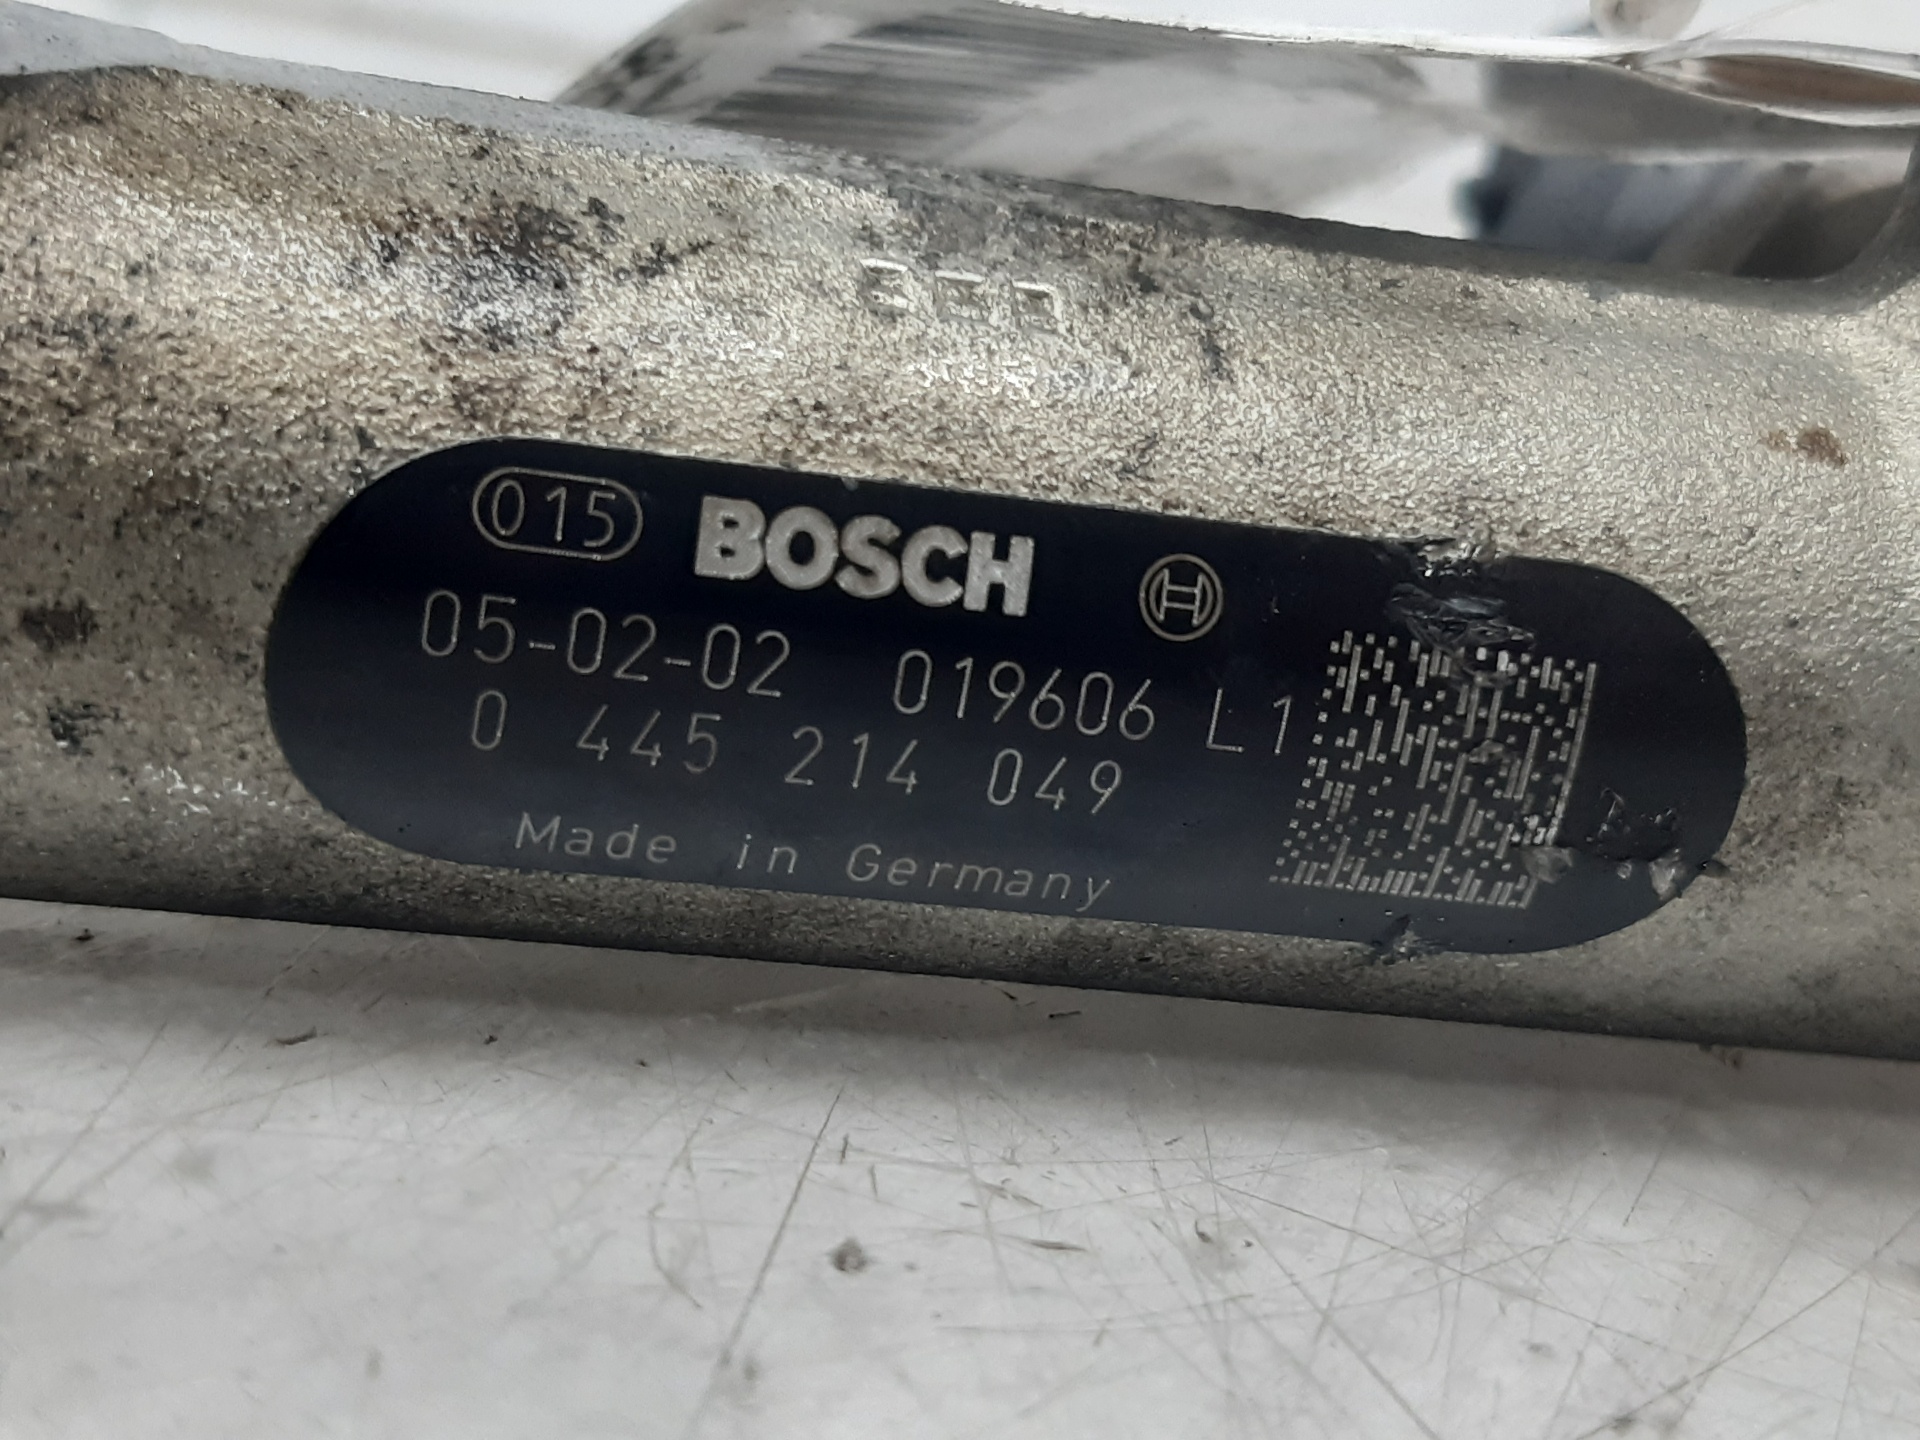 015 BOSCH
05-02-02 019606 L1
0 445 214 049
Made in Germany